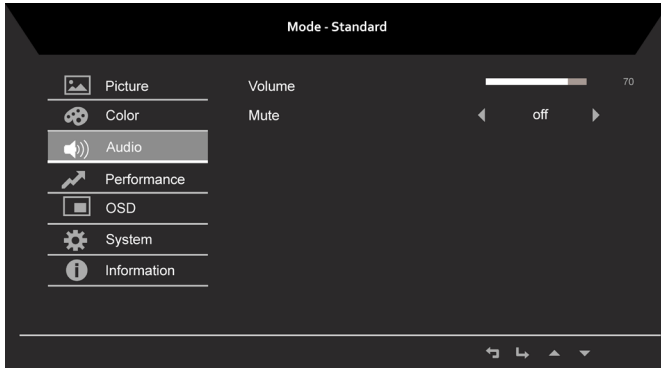 Mode - Standard
Picture
Volume
70
Color
Mute
off
Audio
Performance
OSD
System
Information